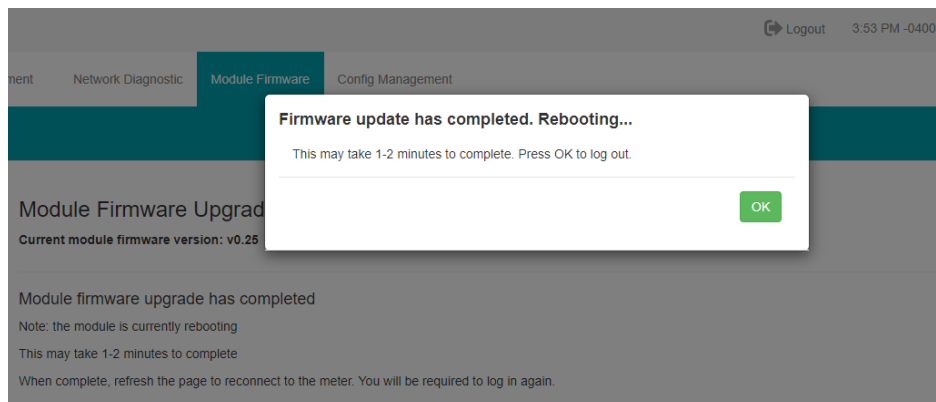 Logout 3:53 PM -0400
ment Network Diagnostic Module Firmware Config Management
Firmware update has completed. Rebooting...
This may take 1-2 minutes to complete. Press OK to log out.
OK
Module Firmware Upgrad
Current module firmware version: v0.25
Module firmware upgrade has completed
Note: the module is currently rebooting
This may take 1-2 minutes to complete
When complete, refresh the page to reconnect to the meter. You will be required to log in again.